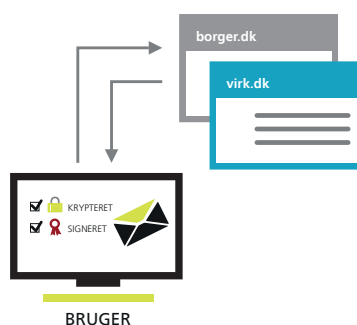 borger.dk
virk.dk
KRYPTERET
SIGNERET
BRUGER